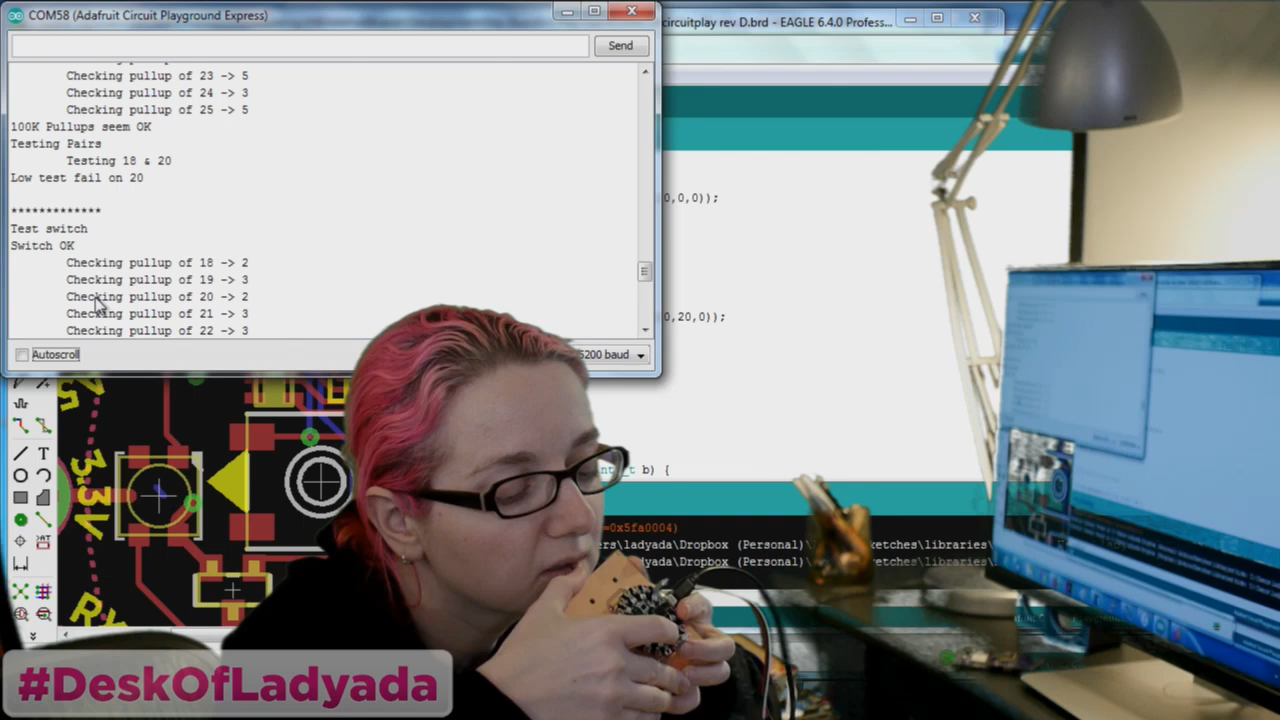 COM58 (Adafruit Circuit Playground Express)
circuitplay rev D.brd - EAGLE 6.4.0 Profess...
Send
Checking pullup of 23 -> 5
Checking pullup of 24 -> 3
Checking pullup of 25 -> 5
100K Pullups seem OK
Testing Pairs
Testing 18 & 20
Low test fail on 20
*************
Test switch
Switch OK
Checking pullup of 18 -> 2
Checking pullup of 19 -> 3
Checking pullup of 20 -> 2
Checking pullup of 21 -> 3
Checking pullup of 22 -> 3
Autoscroll
5200 baud
0,0,0));
0,20,0));
b) {
=0x5fa0004)
ers\ladyada\Dropbox (Personal)\
etches\libraries\
ers\ladyada\Dropbox (Personal)\
etches\libraries\
3.3V
#DeskOfLadyada